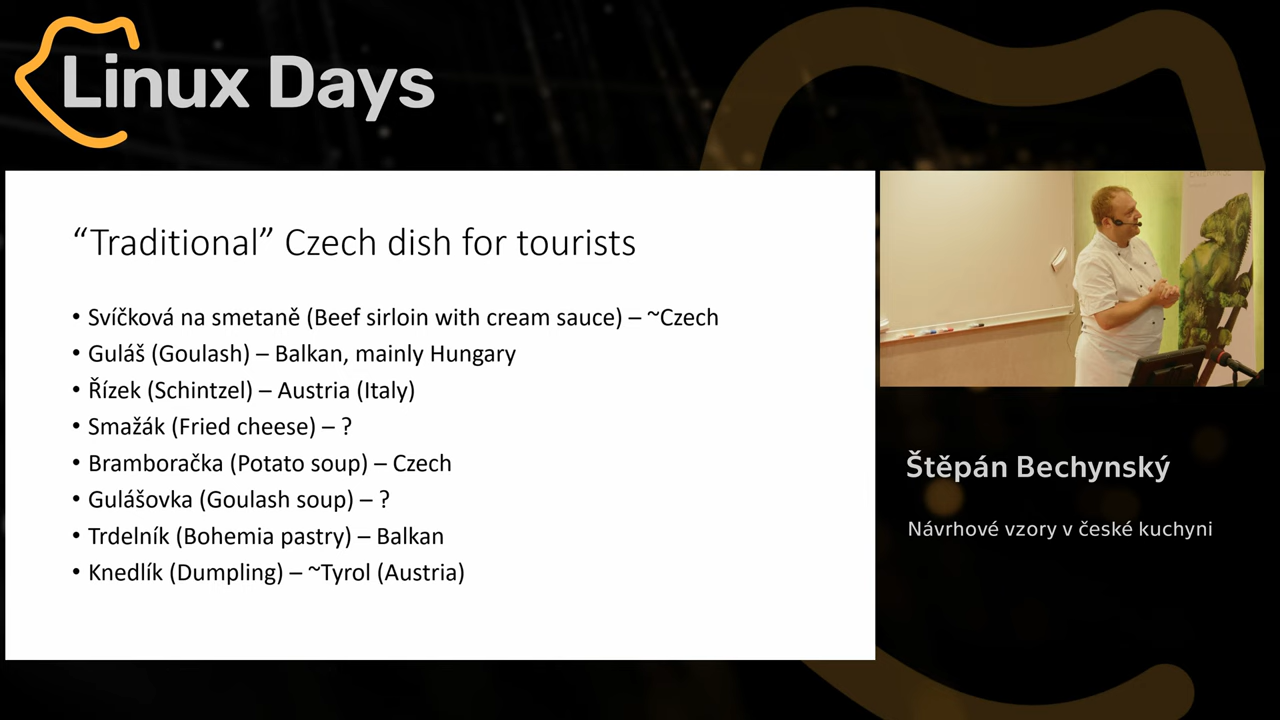 Linux Days
“Traditional” Czech dish for tourists
• Svíčková na smetaně (Beef sirloin with cream sauce) – ~Czech
• Guláš (Goulash) – Balkan, mainly Hungary
• Řízek (Schintzel) – Austria (Italy)
• Smažák (Fried cheese) – ?
• Bramboračka (Potato soup) – Czech
• Gulášovka (Goulash soup) – ?
• Trdelník (Bohemia pastry) – Balkan
• Knedlík (Dumpling) – ~Tyrol (Austria)
Štěpán Bechynský
Návrhové vzory v české kuchyni